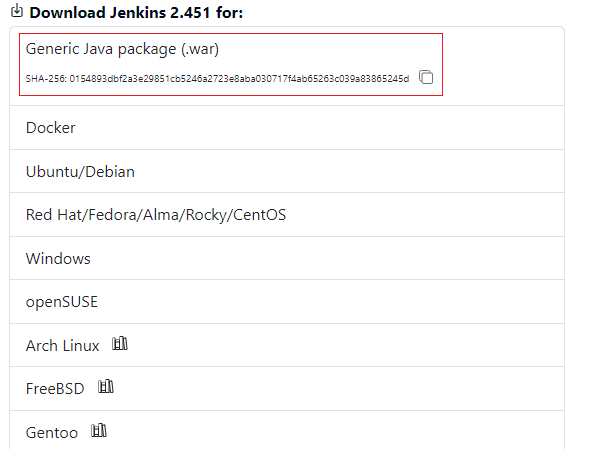 Download Jenkins 2.451 for:
Generic Java package (.war)
SHA-256: 0154893dbf2a3e29851cb5246a2723e8aba030717f4ab65263c039a83865245d
Docker
Ubuntu/Debian
Red Hat/Fedora/Alma/Rocky/CentOS
Windows
openSUSE
Arch Linux
FreeBSD
Gentoo